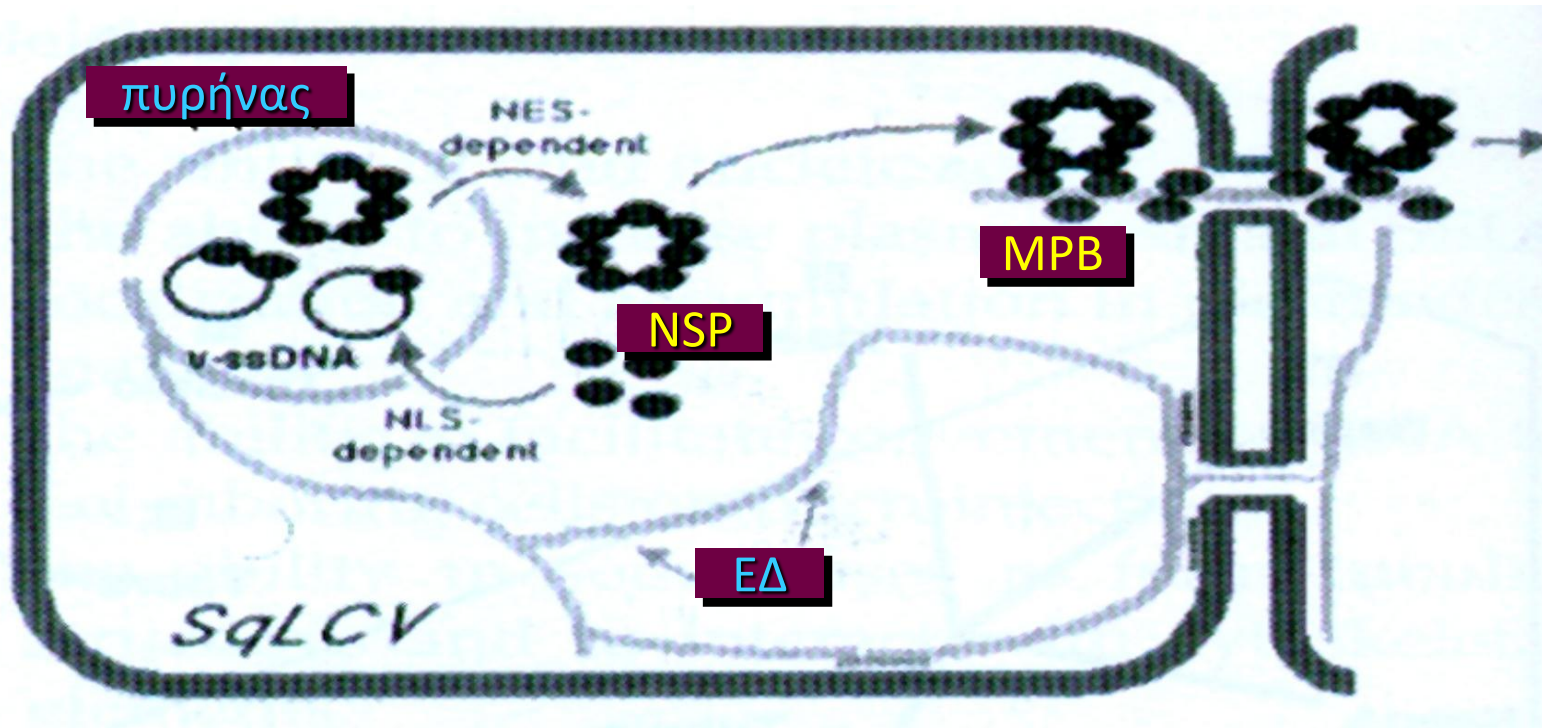 πυρήνας
NES-
dependent
MPB
NSP
v-ssDNA
NLS-
dependent
ΕΔ
SqLCV